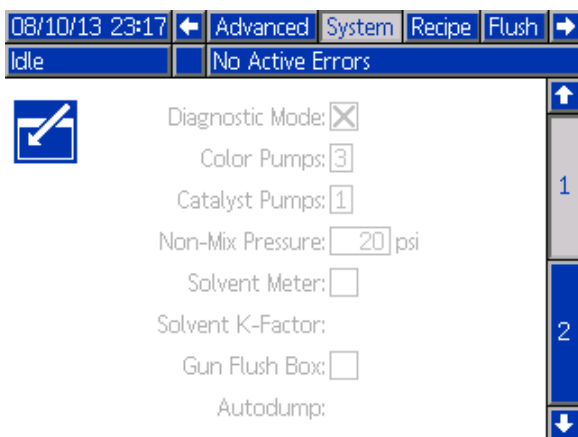 08/10/13 23:17 Advanced System Recipe Flush
Idle No Active Errors
Diagnostic Mode:
Color Pumps: 3
1
Catalyst Pumps: 1
Non-Mix Pressure: 20 psi
Solvent Meter:
Solvent K-Factor:
2
Gun Flush Box:
Autodump: